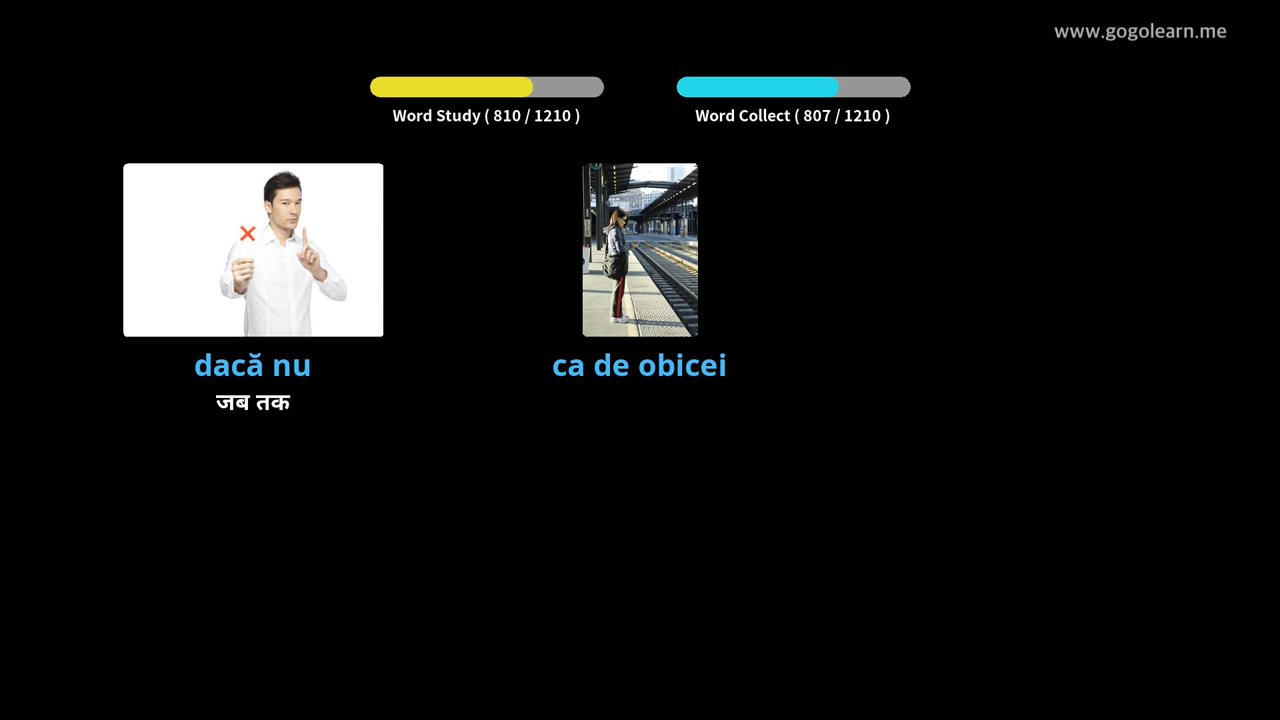 www.gogolearn.me
Word Study ( 810 / 1210 )
Word Collect ( 807 / 1210 )
dacă nu
ca de obicei
जब तक